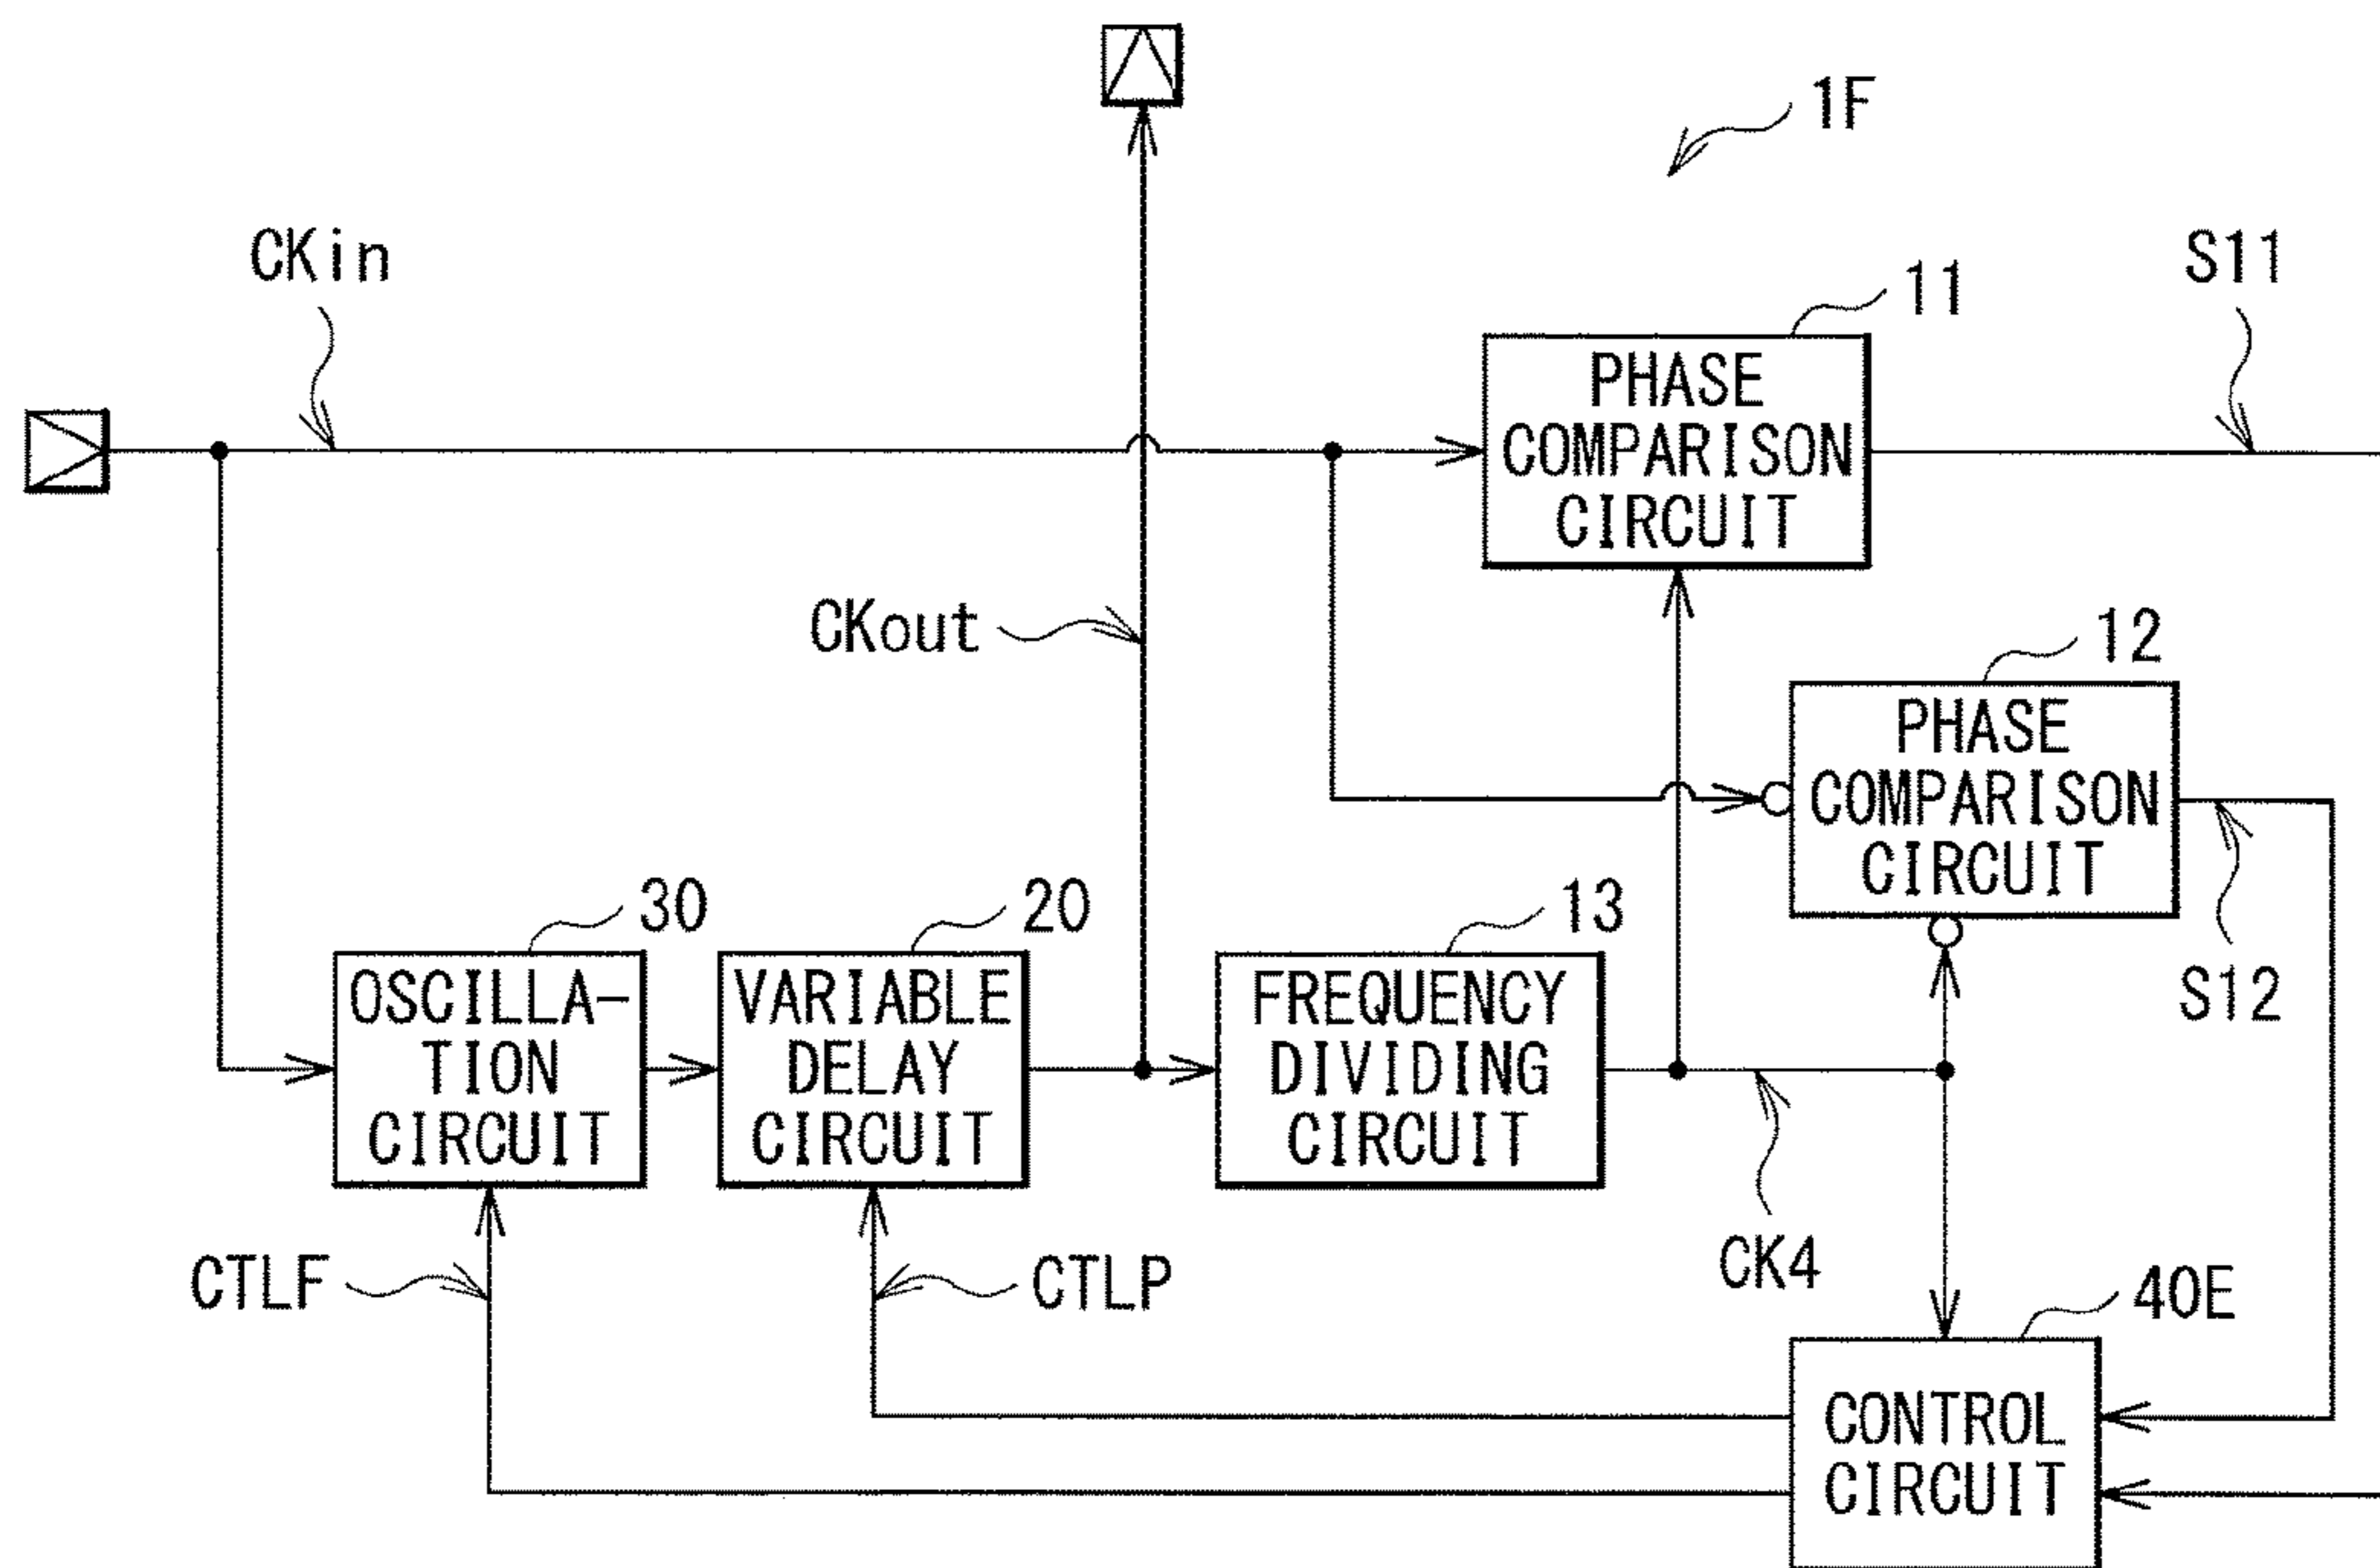 1F
CKin
S11
11
PHASE
COMPARISON
CIRCUIT
CKout
12
PHASE
COMPARISON
CIRCUIT
S12
30
OSCILLA-
TION
CIRCUIT
20
VARIABLE
DELAY
CIRCUIT
13
FREQUENCY
DIVIDING
CIRCUIT
CTLF
CTLP
CK4
40E
CONTROL
CIRCUIT